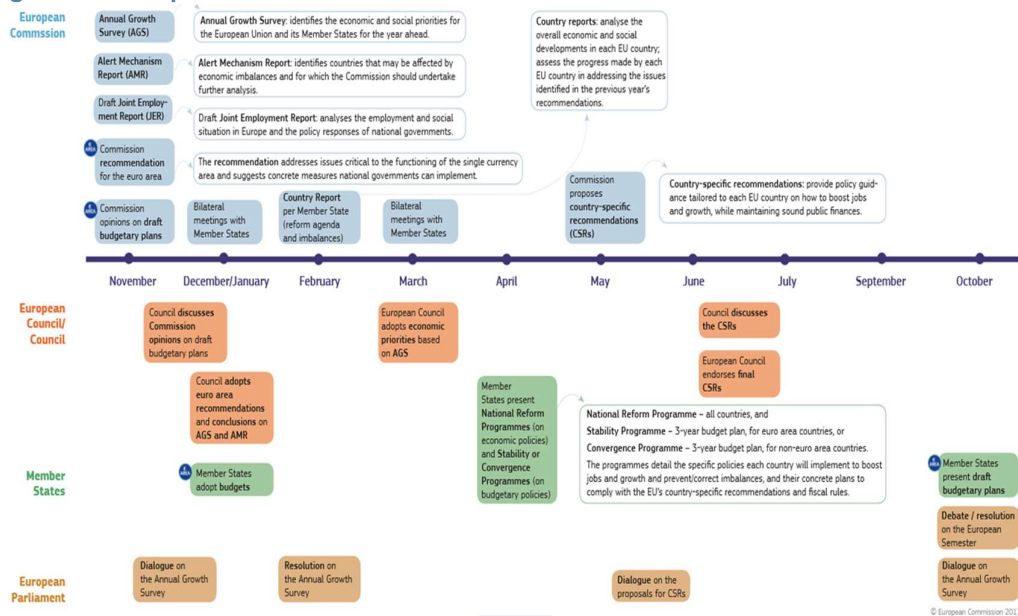 European
Commssion
Annual Growth
Survey (AGS)
Annual Growth Survey: identifies the economic and social priorities for
the European Union and its Member States for the year ahead.
Alert Mechanism
Report (AMR)
Alert Mechanism Report: identifies countries that may be affected by
economic imbalances and for which the Commission should undertake
further analysis.
Draft Joint Employ-
ment Report (JER)
Draft Joint Employment Report: analyses the employment and social
situation in Europe and the policy responses of national governments.
€
AREA
Commission
recommendation
for the euro area
The recommendation addresses issues critical to the functioning of the single currency
area and suggests concrete measures national governments can implement.
Country reports: analyse the
overall economic and social
developments in each EU country;
assess the progress made by each
EU country in addressing the issues
identified in the previous year's
recommendations.
€
AREA
Commission
opinions on draft
budgetary plans
Bilateral
meetings with
Member States
Country Report
per Member State
(reform agenda
and imbalances)
Bilateral
meetings with
Member States
Commission
proposes
country-specific
recommendations
(CSRs)
Country-specific recommendations: provide policy guid-
ance tailored to each EU country on how to boost jobs
and growth, while maintaining sound public finances.
November
December/January
February
March
April
May
June
July
September
October
European
Council/
Council
Council discusses
Commission
opinions on draft
budgetary plans
European Council
adopts economic
priorities based
on AGS
Council discusses
the CSRs
European Council
endorses final
CSRs
Council adopts
euro area
recommendations
and conclusions on
AGS and AMR
Member
States
€
AREA
Member States
adopt budgets
Member
States present
National Reform
Programmes (on
economic policies)
and Stability or
Convergence
Programmes (on
budgetary policies)
National Reform Programme – all countries, and
Stability Programme – 3-year budget plan, for euro area countries, or
Convergence Programme – 3-year budget plan, for non-euro area countries.
The programmes detail the specific policies each country will implement to boost
jobs and growth and prevent/correct imbalances, and their concrete plans to
comply with the EU's country-specific recommendations and fiscal rules.
€
AREA
Member States
present draft
budgetary plans
Debate / resolution
on the European
Semester
European
Parliament
Dialogue on
the Annual Growth
Survey
Resolution on
the Annual Growth
Survey
Dialogue on the
proposals for CSRs
Dialogue on
the Annual Growth
Survey
© European Commission